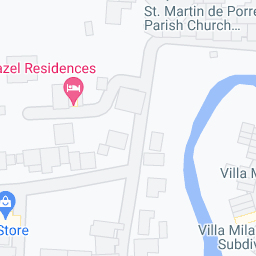 St. Martin de Porre
Parish Church
azel Residences
Villa M
Store
Villa Mila
Subdiv